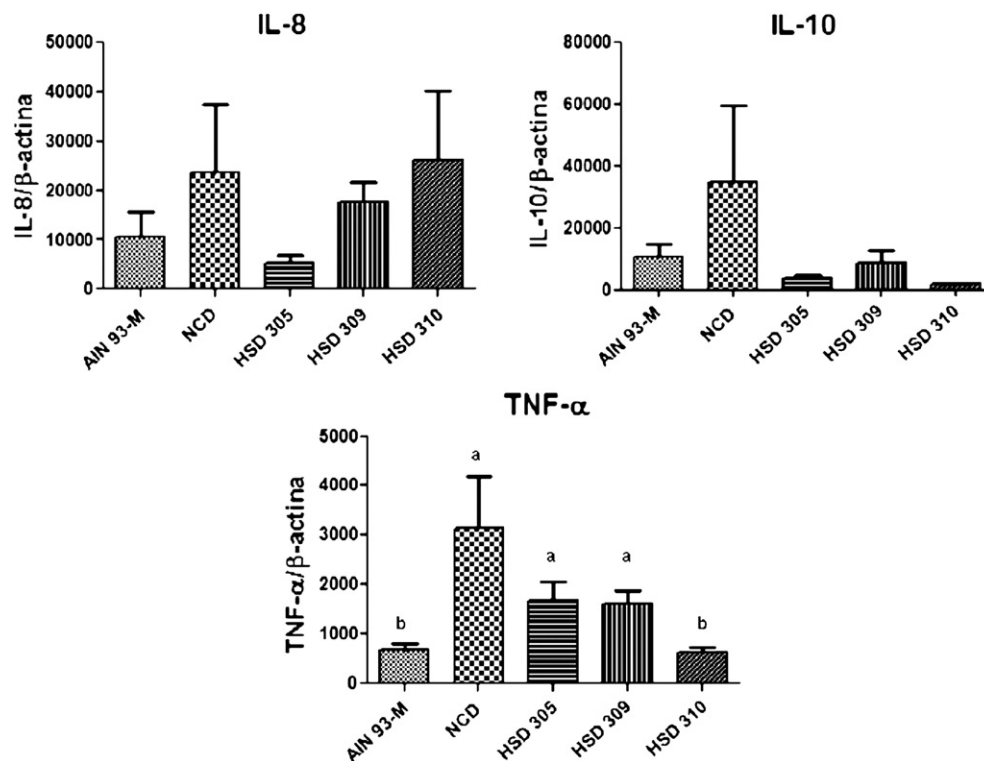 IL-8
IL-8/β-actina
50000
40000
30000
20000
10000
0
AIN 93-M
NCD
HSD 305
HSD 309
HSD 310
IL-10
IL-10/β-actina
80000
60000
40000
20000
0
AIN 93-M
NCD
HSD 305
HSD 309
HSD 310
TNF-α
TNF-α/β-actina
5000
4000
3000
2000
1000
0
b
a
a
a
b
AIN 93-M
NCD
HSD 305
HSD 309
HSD 310